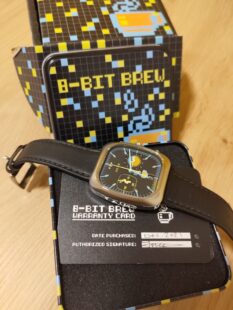 8-BIT BREW
8-BIT BREW
WARRANTY CARD
DATE PURCHASED:
AUTHORIZED SIGNATURE: